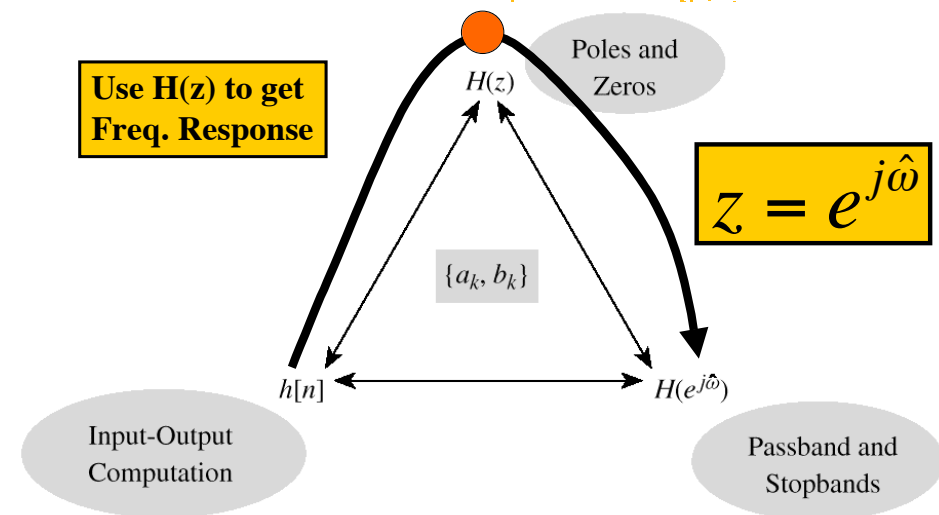 Poles and
Zeros
H(z)
Use H(z) to get
Freq. Response
z = e^{jω̂}
{a_k, b_k}
h[n]
H(e^{jω̂})
Input-Output
Computation
Passband and
Stopbands